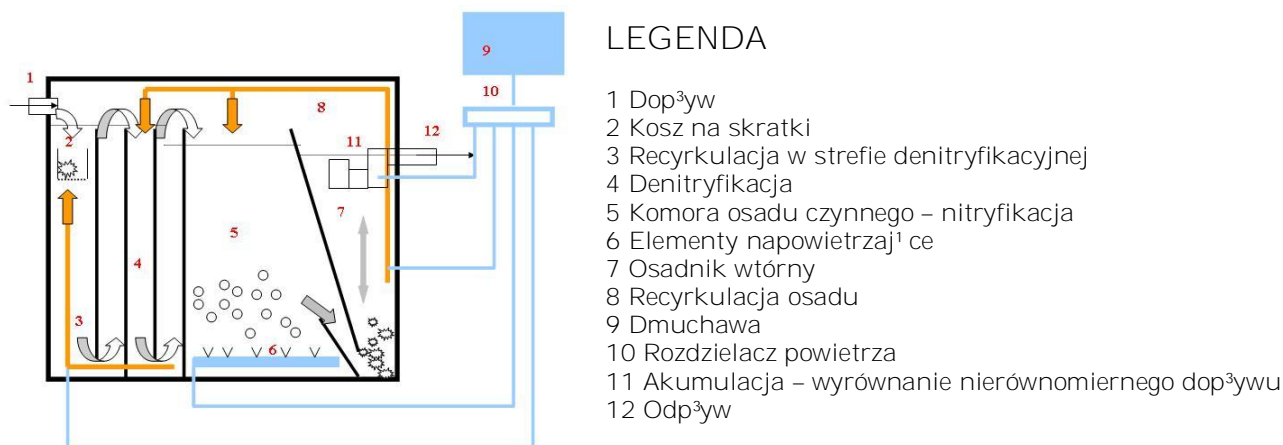 9
1
10
8
2
11
12
7
5
4
3
6
LEGENDA
1 Dop³yw
2 Kosz na skratki
3 Recyrkulacja w strefie denitryfikacyjnej
4 Denitryfikacja
5 Komora osadu czynnego – nitryfikacja
6 Elementy napowietrzaj¹ ce
7 Osadnik wtórny
8 Recyrkulacja osadu
9 Dmuchawa
10 Rozdzielacz powietrza
11 Akumulacja – wyrównanie nierównomiernego dop³ywu
12 Odp³yw